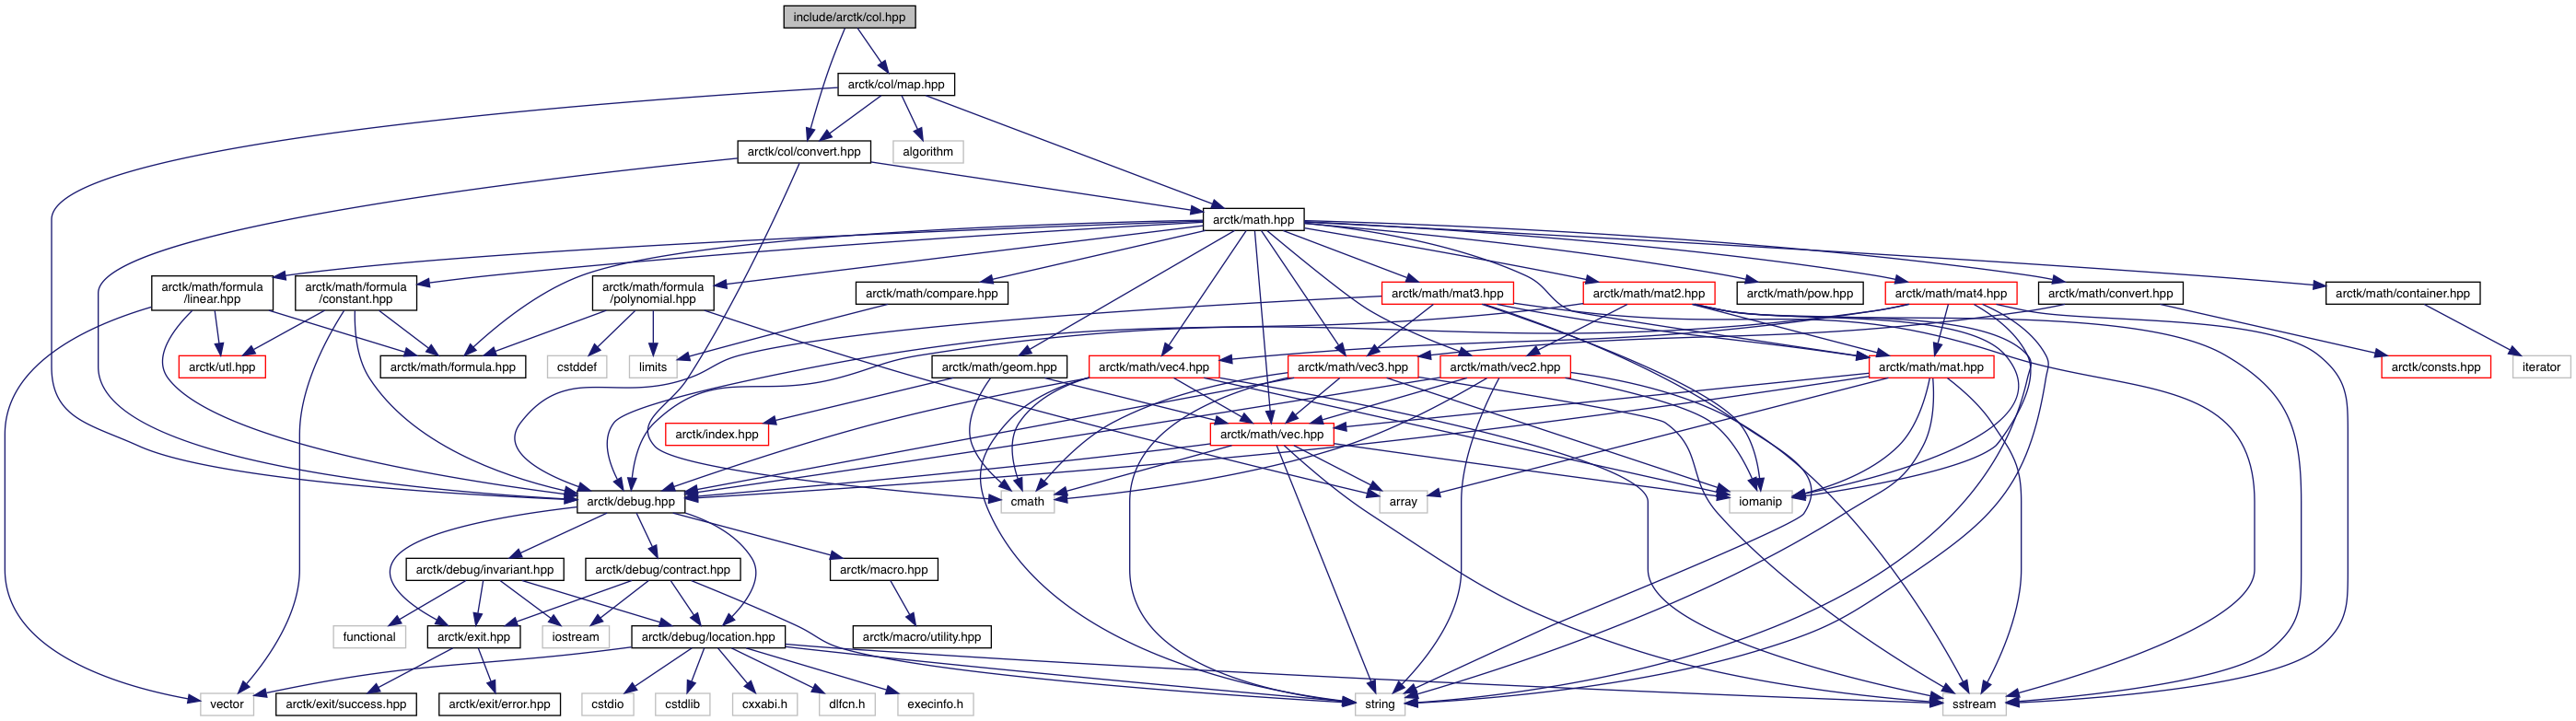 include/arctk/col.hpp
arctk/col/map.hpp
arctk/col/convert.hpp
algorithm
arctk/math.hpp
arctk/math/formula
/linear.hpp
arctk/math/formula
/constant.hpp
arctk/math/formula
/polynomial.hpp
arctk/math/compare.hpp
arctk/math/mat3.hpp
arctk/math/mat2.hpp
arctk/math/pow.hpp
arctk/math/mat4.hpp
arctk/math/convert.hpp
arctk/math/container.hpp
arctk/utl.hpp
arctk/math/formula.hpp
cstddef
limits
arctk/math/geom.hpp
arctk/math/vec4.hpp
arctk/math/vec3.hpp
arctk/math/vec2.hpp
arctk/math/mat.hpp
arctk/consts.hpp
iterator
arctk/index.hpp
arctk/math/vec.hpp
arctk/debug.hpp
cmath
array
iomanip
arctk/debug/invariant.hpp
arctk/debug/contract.hpp
arctk/macro.hpp
functional
arctk/exit.hpp
iostream
arctk/debug/location.hpp
arctk/macro/utility.hpp
vector
arctk/exit/success.hpp
arctk/exit/error.hpp
cstdio
cstdlib
cxxabi.h
dlfcn.h
execinfo.h
string
sstream